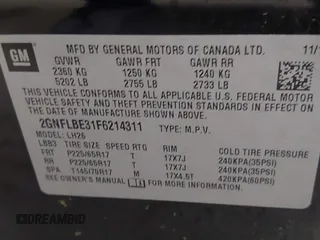 GM
MFD BY GENERAL MOTORS OF CANADA LTD. 11/1
GVWR GAWR FRT GAWR RR
2360 KG 1250 KG 1240 KG
5202 LB 2755 LB 2733 LB
THIS VEHICLE CONFORMS TO ALL APPLICABLE U.S. FEDERAL
MOTOR VEHICLE SAFETY, BUMPER, AND THEFT PREVENTION
STANDARDS IN EFFECT ON THE DATE OF MANUFACTURE
SHOWN ABOVE.
2GNFLBE31F6214311 TYPE: M.P.V.
MODEL: LH26
LBB3 TIRE SIZE SPEED RTG RIM COLD TIRE PRESSURE
FRT P225/65R17 T 17X7J 240KPA(35PSI)
RR P225/65R17 T 17X7J 240KPA(35PSI)
SPA T145/70R17 M 17X4.5T 420KPA(60PSI)
SEE OWNER'S MANUAL FOR MORE INFORMATION
DREAMBID